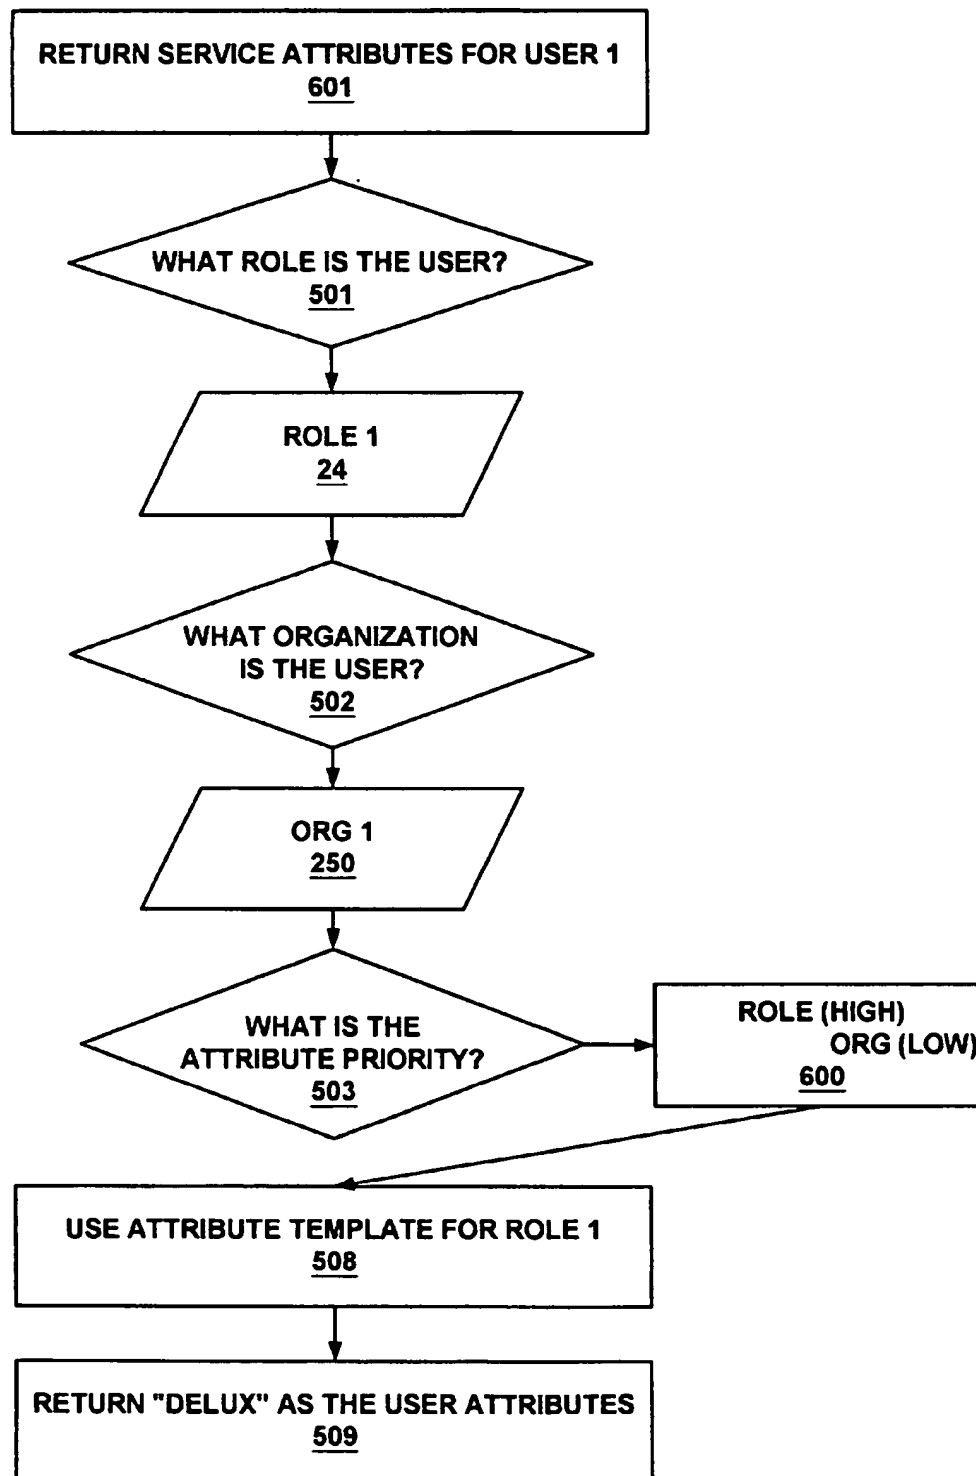 RETURN SERVICE ATTRIBUTES FOR USER 1
601
WHAT ROLE IS THE USER?
501
ROLE 1
24
WHAT ORGANIZATION
IS THE USER?
502
ORG 1
250
WHAT IS THE
ATTRIBUTE PRIORITY?
503
ROLE (HIGH)
ORG (LOW)
600
USE ATTRIBUTE TEMPLATE FOR ROLE 1
508
RETURN "DELUX" AS THE USER ATTRIBUTES
509